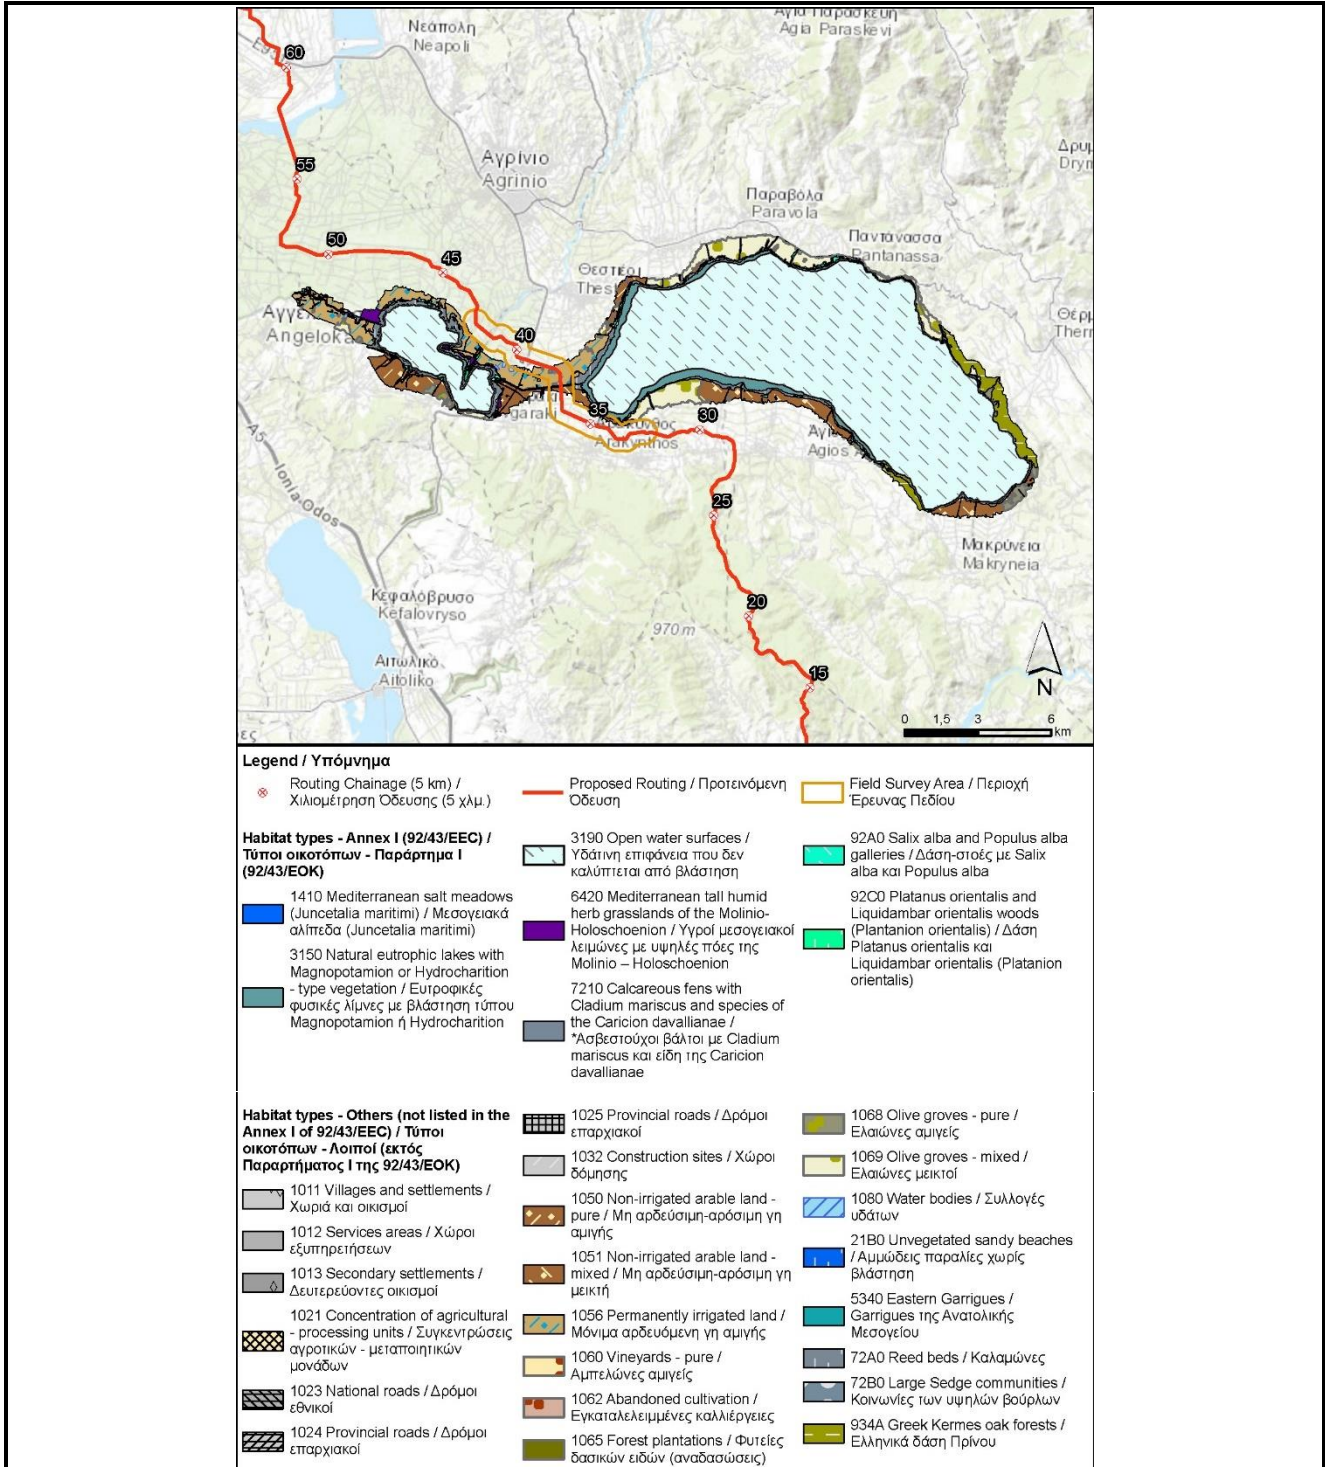 Νεάπολη
Neapoli
Αγία Παρασκευή
Agia Paraskevi
60
55
Αγρίνιο
Agrinio
Παραβόλα
Paravola
Παντάνασσα
Pantanassa
50
45
Θεστιέ
Thest
Αγγελ
Angeloka
40
35
30
Arakynthos
Agios A
25
Ionia Odos
A5
Μακρύνεια
Makryneia
Κεφαλόβρυσο
Kefalovryso
20
970 m
Αιτωλικό
Aitoliko
15
N
0 1,5 3 6
km
Legend / Υπόμνημα
Routing Chainage (5 km) /
Χιλιομέτρηση Όδευσης (5 χλμ.)
Proposed Routing / Προτεινόμενη
Όδευση
Field Survey Area / Περιοχή
Έρευνας Πεδίου
Habitat types - Annex I (92/43/EEC) /
Τύποι οικοτόπων - Παράρτημα I
(92/43/ΕΟΚ)
1410 Mediterranean salt meadows
(Juncetalia maritimi) / Μεσογειακά
αλίπεδα (Juncetalia maritimi)
3150 Natural eutrophic lakes with
Magnopotamion or Hydrocharition
- type vegetation / Ευτροφικές
φυσικές λίμνες με βλάστηση τύπου
Magnopotamion ή Hydrocharition
3190 Open water surfaces /
Υδάτινη επιφάνεια που δεν
καλύπτεται από βλάστηση
6420 Mediterranean tall humid
herb grasslands of the Molinio-
Holoschoenion / Υγροί μεσογειακοί
λειμώνες με υψηλές πόες της
Molinio – Holoschoenion
7210 Calcareous fens with
Cladium mariscus and species of
the Caricion davallianae /
*Ασβεστούχοι βάλτοι με Cladium
mariscus και είδη της Caricion
davallianae
92A0 Salix alba and Populus alba
galleries / Δάση-στοές με Salix
alba και Populus alba
92C0 Platanus orientalis and
Liquidambar orientalis woods
(Plantanion orientalis) / Δάση
Platanus orientalis και
Liquidambar orientalis (Platanion
orientalis)
Habitat types - Others (not listed in the
Annex I of 92/43/EEC) / Τύποι
οικοτόπων - Λοιποί (εκτός
Παραρτήματος I της 92/43/ΕΟΚ)
1011 Villages and settlements /
Χωριά και οικισμοί
1012 Services areas / Χώροι
εξυπηρετήσεων
1013 Secondary settlements /
Δευτερεύοντες οικισμοί
1021 Concentration of agricultural
- processing units / Συγκεντρώσεις
αγροτικών - μεταποιητικών
μονάδων
1023 National roads / Δρόμοι
εθνικοί
1024 Provincial roads / Δρόμοι
επαρχιακοί
1025 Provincial roads / Δρόμοι
επαρχιακοί
1032 Construction sites / Χώροι
δόμησης
1050 Non-irrigated arable land -
pure / Μη αρδεύσιμη-αρόσιμη γη
αμιγής
1051 Non-irrigated arable land -
mixed / Μη αρδεύσιμη-αρόσιμη γη
μεικτή
1056 Permanently irrigated land /
Μόνιμα αρδευόμενη γη αμιγής
1060 Vineyards - pure /
Αμπελώνες αμιγείς
1062 Abandoned cultivation /
Εγκαταλελειμμένες καλλιέργειες
1065 Forest plantations / Φυτείες
δασικών ειδών (αναδασώσεις)
1068 Olive groves - pure /
Ελαιώνες αμιγείς
1069 Olive groves - mixed /
Ελαιώνες μεικτοί
1080 Water bodies / Συλλογές
υδάτων
21B0 Unvegetated sandy beaches
/ Αμμώδεις παραλίες χωρίς
βλάστηση
5340 Eastern Garrigues /
Garrigues της Ανατολικής
Μεσογείου
72A0 Reed beds / Καλαμώνες
72B0 Large Sedge communities /
Κοινωνίες των υψηλών βούρλων
934A Greek Kermes oak forests /
Ελληνικά δάση Πρίνου